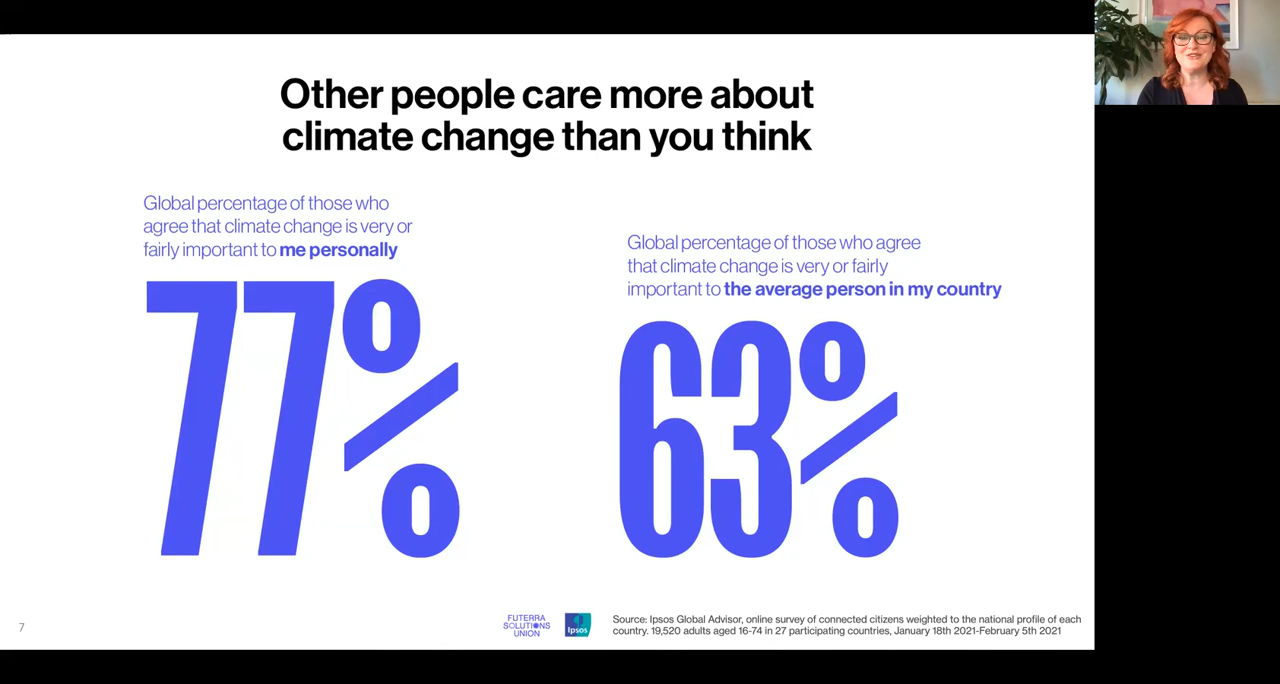 Other people care more about
climate change than you think
Global percentage of those who
agree that climate change is very or
fairly important to me personally
77%
Global percentage of those who agree
that climate change is very or fairly
important to the average person in my country
63%
7
FUTERRA
SOLUTIONS
UNION
Ipsos
Source: Ipsos Global Advisor, online survey of connected citizens weighted to the national profile of each
country. 19,520 adults aged 16-74 in 27 participating countries, January 18th 2021-February 5th 2021